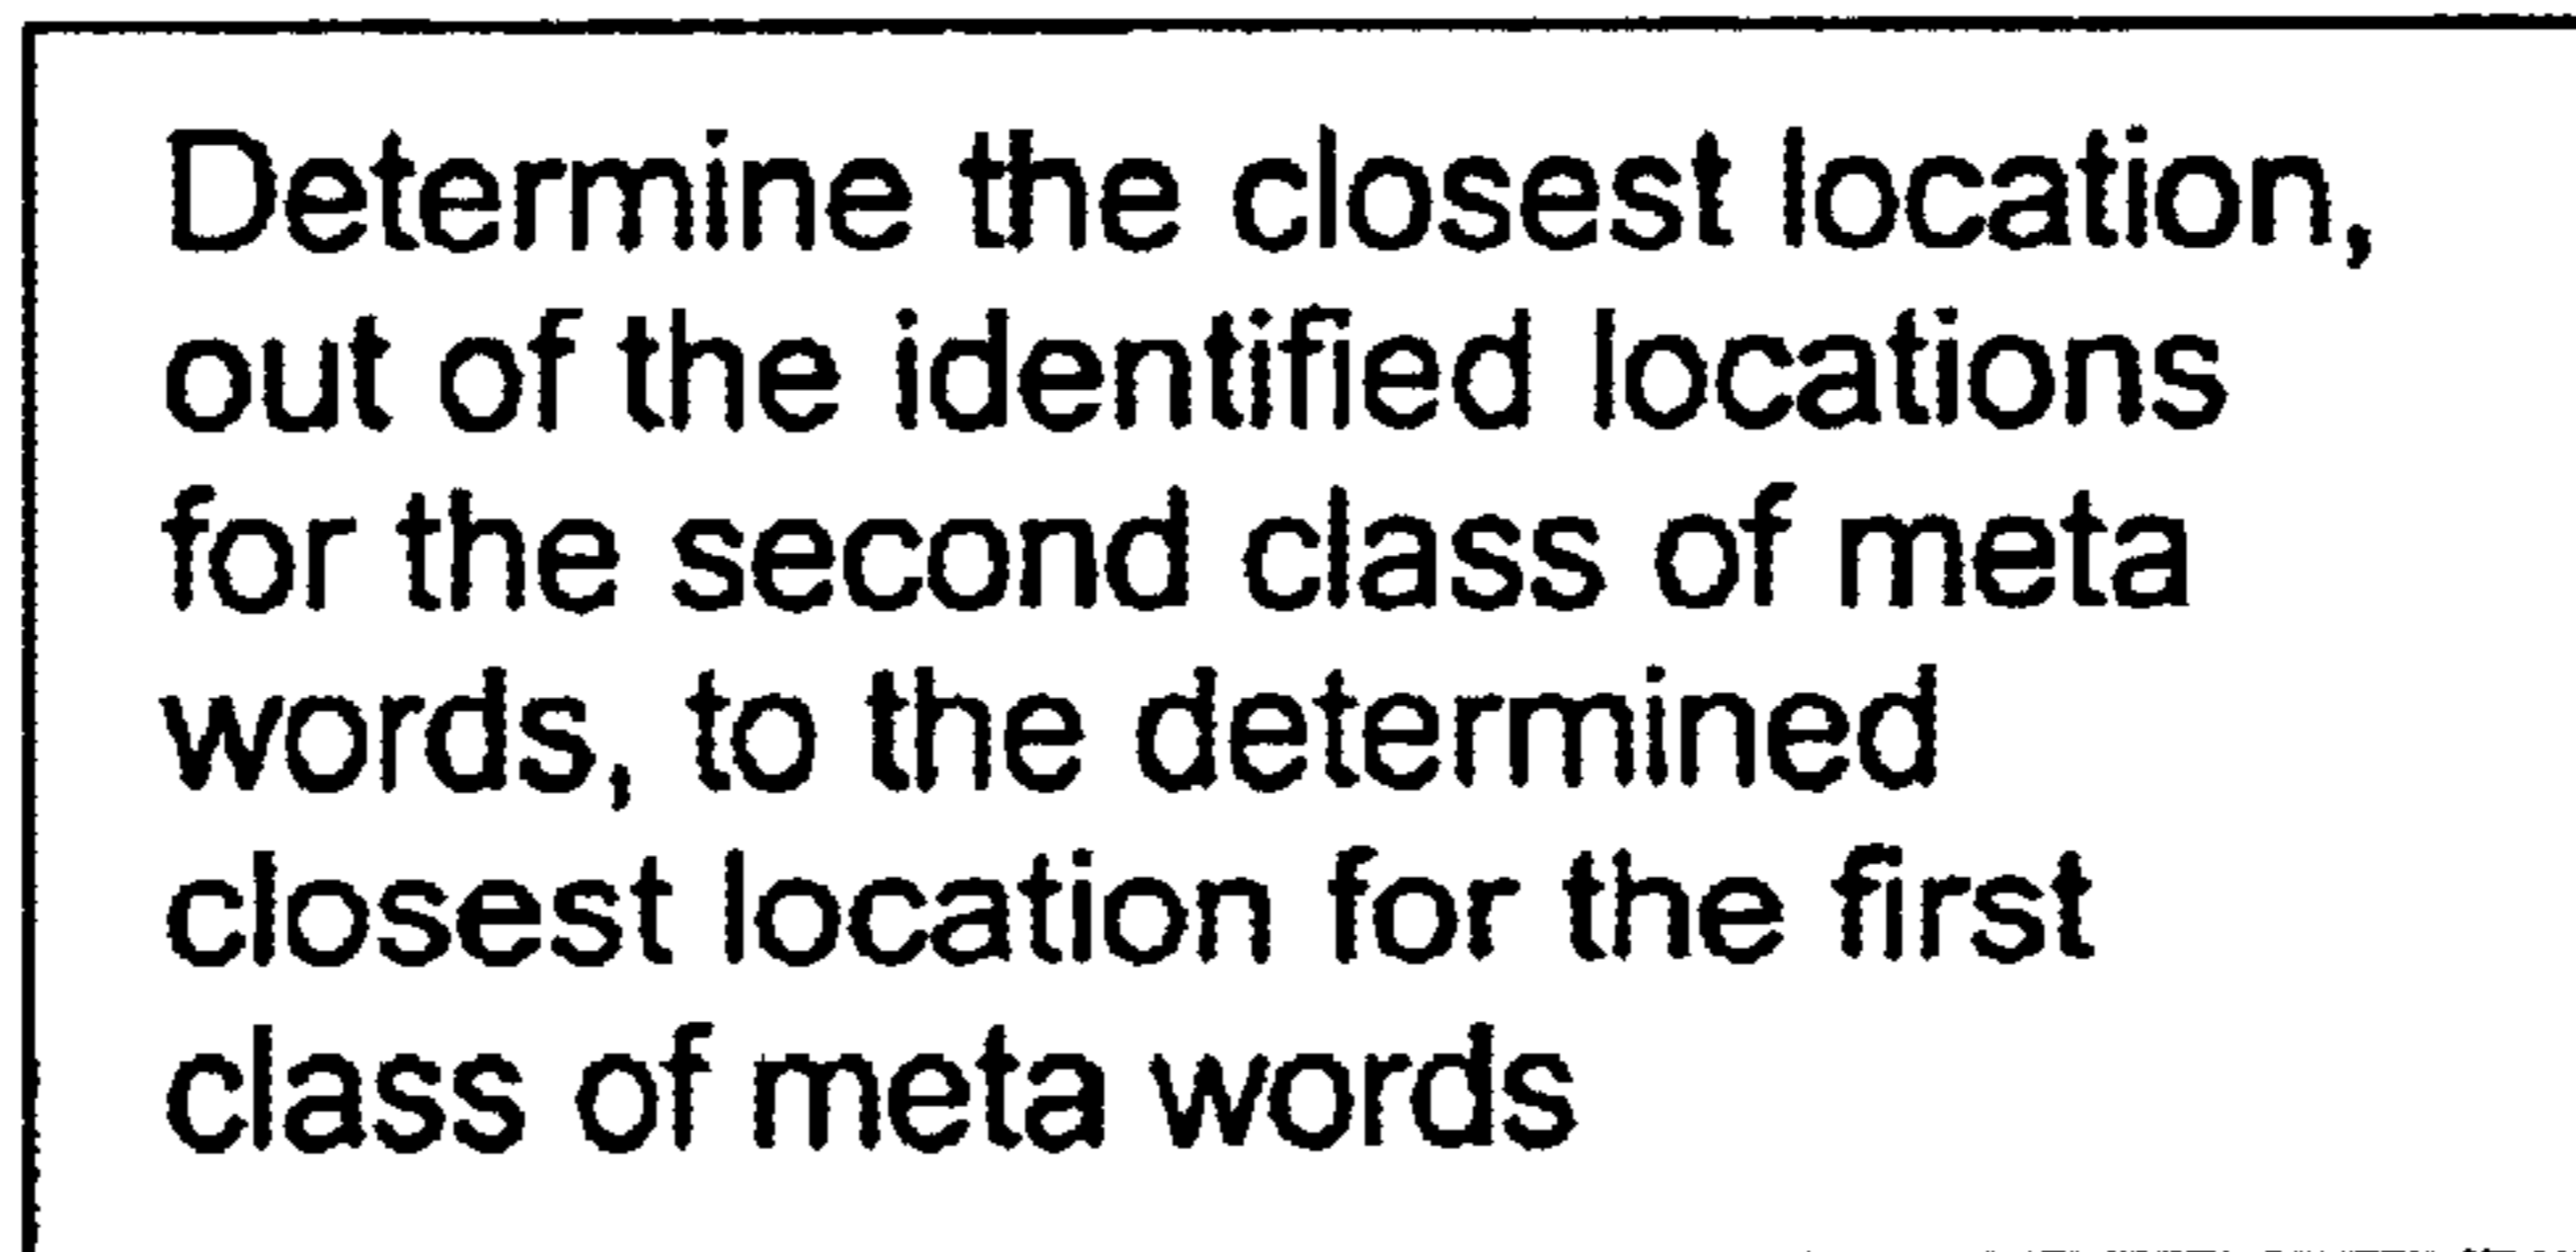 Determine the closest location,
out of the identified locations
for the second class of meta
words, to the determined
closest location for the first
class of meta words